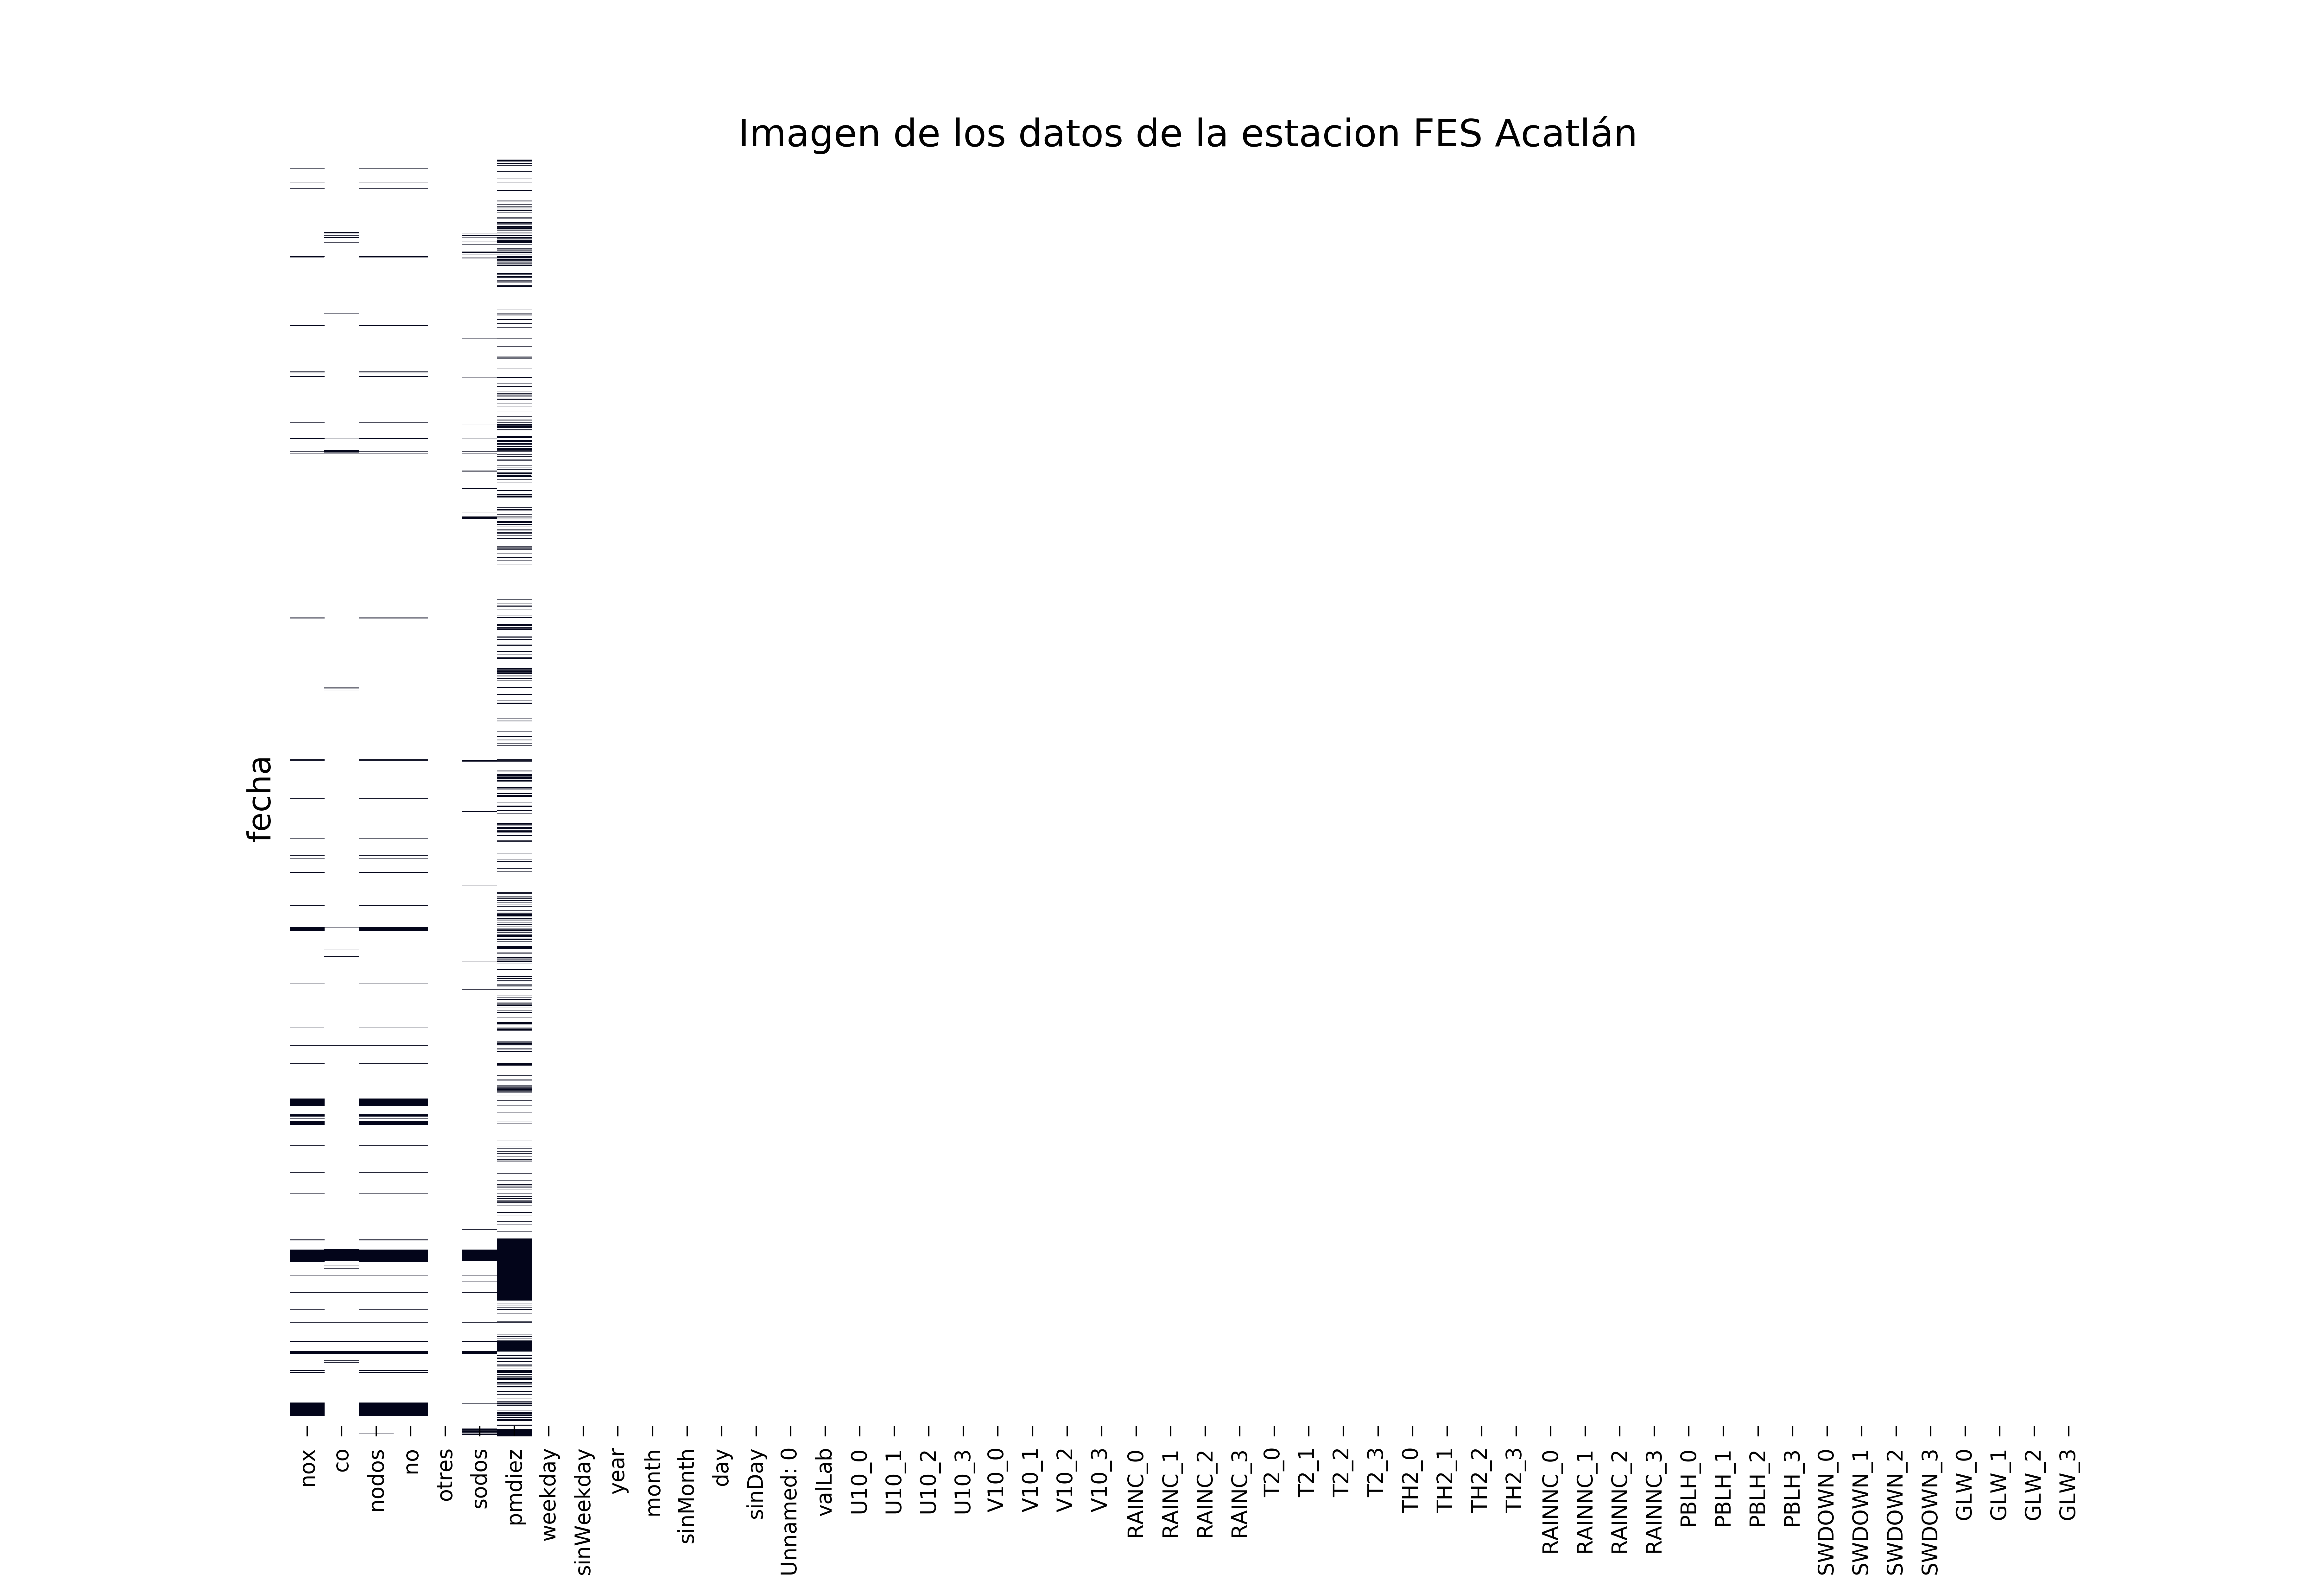 Imagen de los datos de la estacion FES Acatlán
fecha
nox
co
nodos
no
otres
sodos
pmdiez
weekday
sinWeekday
year
month
sinMonth
day
sinDay
Unnamed: 0
valLab
U10_0
U10_1
U10_2
U10_3
V10_0
V10_1
V10_2
V10_3
RAINC_0
RAINC_1
RAINC_2
RAINC_3
T2_0
T2_1
T2_2
T2_3
TH2_0
TH2_1
TH2_2
TH2_3
RAINNC_0
RAINNC_1
RAINNC_2
RAINNC_3
PBLH_0
PBLH_1
PBLH_2
PBLH_3
SWDOWN_0
SWDOWN_1
SWDOWN_2
SWDOWN_3
GLW_0
GLW_1
GLW_2
GLW_3